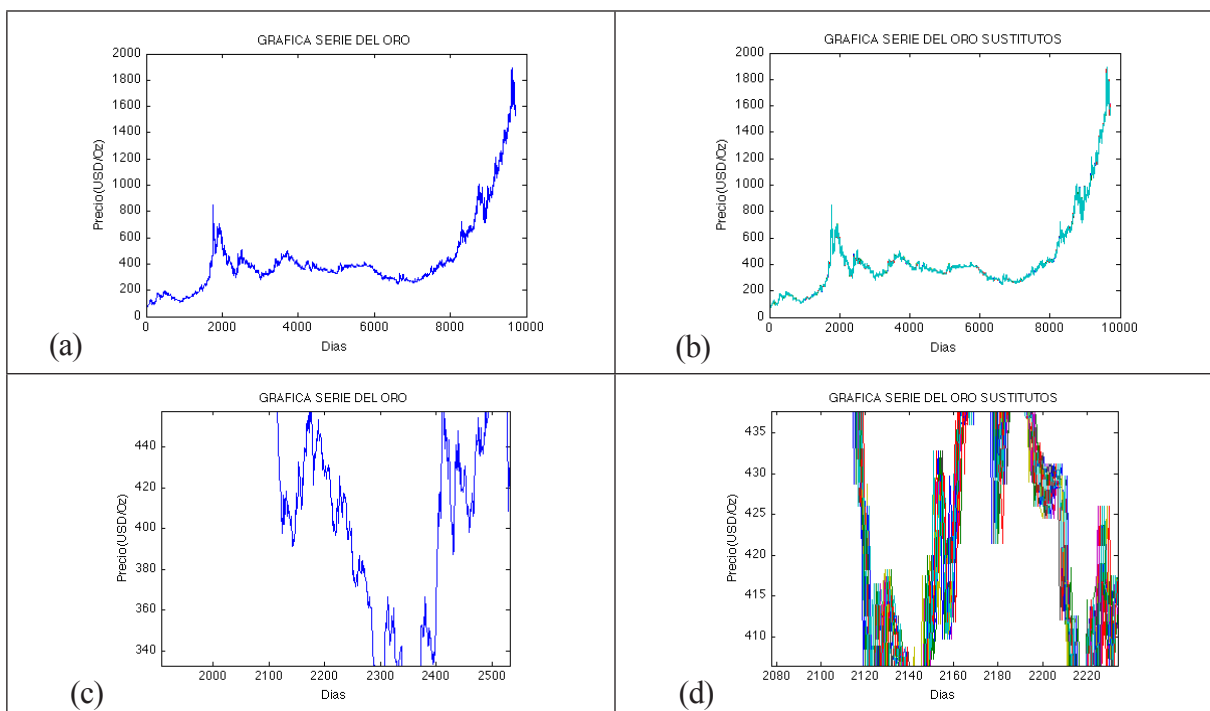 GRAFICA SERIE DEL ORO
Precio(USD/Oz)
2000
1800
1600
1400
1200
1000
800
600
400
200
0
0 2000 4000 6000 8000 10000
Dias
(a)
GRAFICA SERIE DEL ORO SUSTITUTOS
Precio(USD/Oz)
2000
1800
1600
1400
1200
1000
800
600
400
200
0
0 2000 4000 6000 8000 10000
Dias
(b)
GRAFICA SERIE DEL ORO
Precio(USD/Oz)
440
420
400
380
360
340
2000 2100 2200 2300 2400 2500
Dias
(c)
GRAFICA SERIE DEL ORO SUSTITUTOS
Precio(USD/Oz)
435
430
425
420
415
410
2080 2100 2120 2140 2160 2180 2200 2220
Dias
(d)